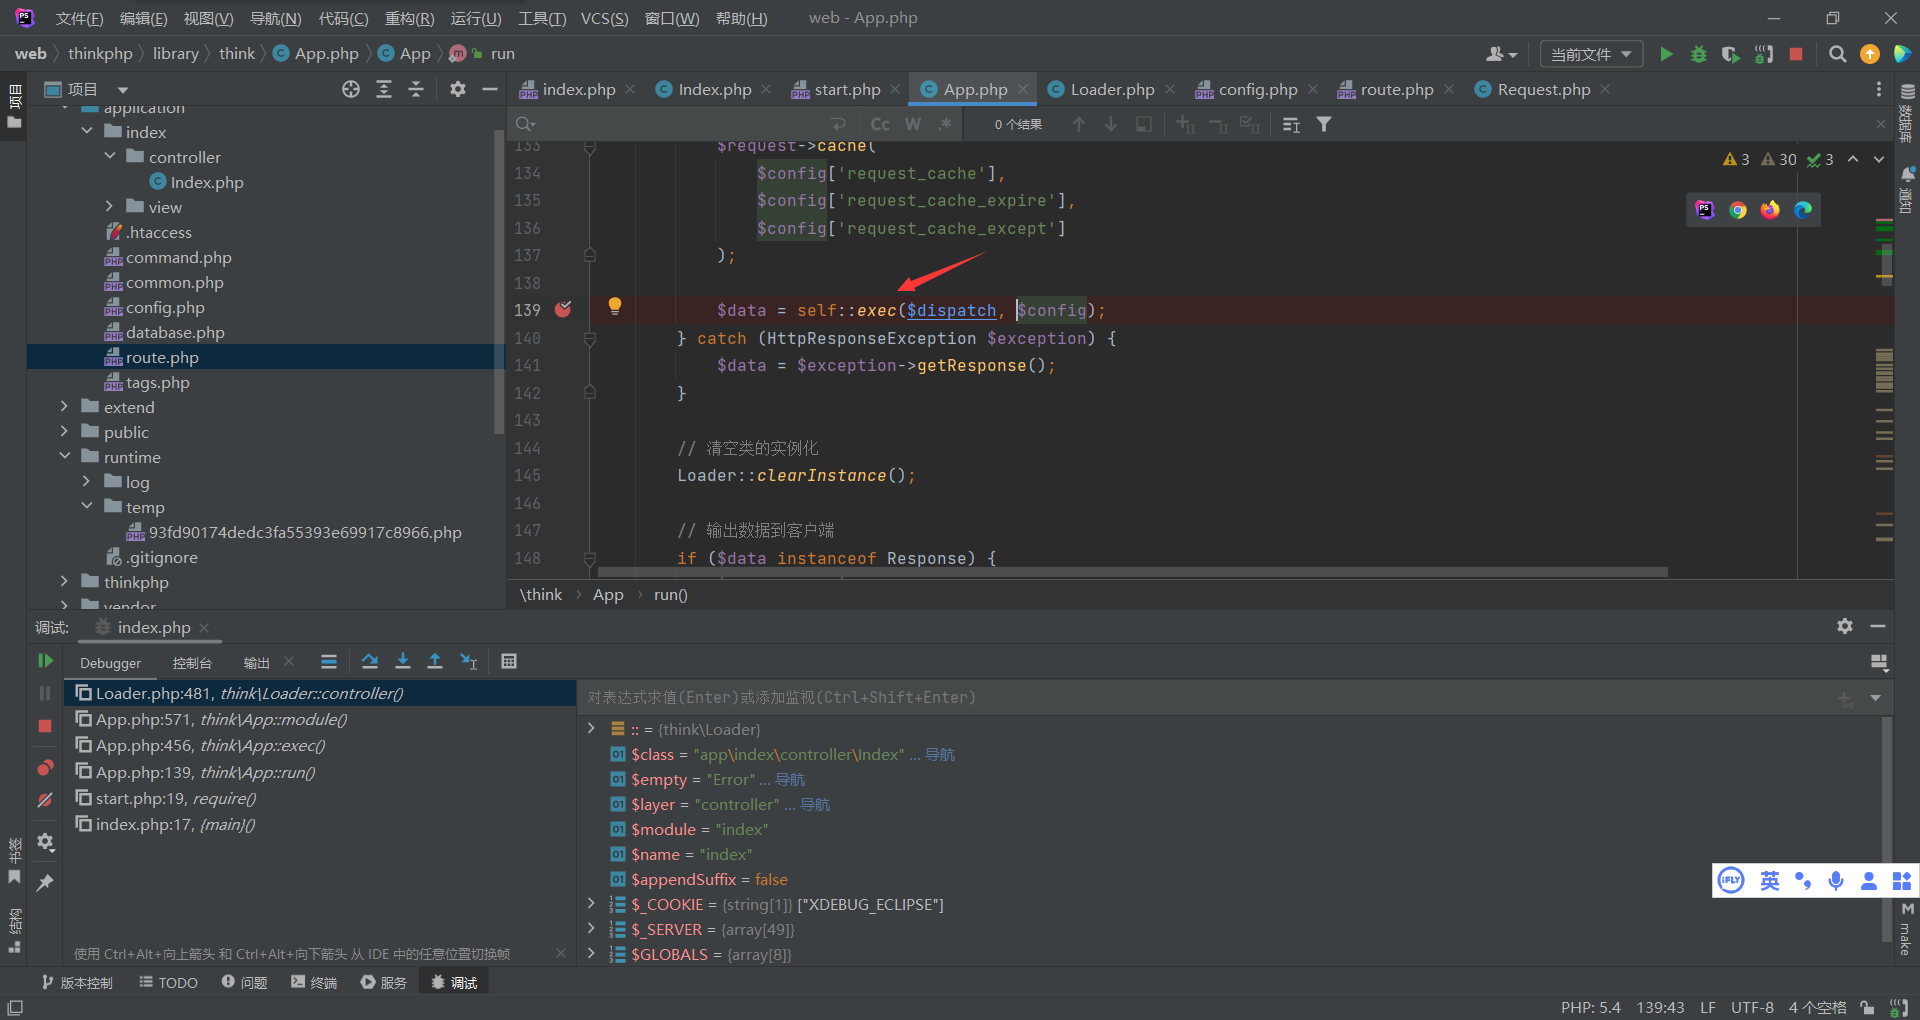 文件(F) 编辑(E) 视图(V) 导航(N) 代码(C) 重构(R) 运行(U) 工具(T) VCS(S) 窗口(W) 帮助(H) web - App.php
web thinkphp library think App.php App run 当前文件
项目
index.php Index.php start.php App.php Loader.php config.php route.php Request.php
Cc W .* 0 个结果
application
index
controller
Index.php
view
.htaccess
command.php
common.php
config.php
database.php
route.php
tags.php
extend
public
runtime
log
temp
93fd90174dedc3fa55393e69917c8966.php
.gitignore
thinkphp
vendor
3 30 3
133 $request->cache(
134 $config['request_cache'],
135 $config['request_cache_expire'],
136 $config['request_cache_except']
137 );
138
139 $data = self::exec($dispatch, $config);
140 } catch (HttpResponseException $exception) {
141 $data = $exception->getResponse();
142 }
143
144 // 清空类的实例化
145 Loader::clearInstance();
146
147 // 输出数据到客户端
148 if ($data instanceof Response) {
\think App run()
调试: index.php
Debugger 控制台 输出
Loader.php:481, think\Loader::controller()
App.php:571, think\App::module()
App.php:456, think\App::exec()
App.php:139, think\App::run()
start.php:19, require()
index.php:17, {main}()
使用 Ctrl+Alt+向上箭头 和 Ctrl+Alt+向下箭头 从 IDE 中的任意位置切换帧
对表达式求值(Enter)或添加监视(Ctrl+Shift+Enter)
:: = {think\Loader}
$class = "app\index\controller\Index" ... 导航
$empty = "Error" ... 导航
$layer = "controller" ... 导航
$module = "index"
$name = "index"
$appendSuffix = false
$_COOKIE = {string[1]} ["XDEBUG_ECLIPSE"]
$_SERVER = {array[49]}
$GLOBALS = {array[8]}
项目
书签
结构
数据库
通知
M make
iFLY 英
版本控制 TODO 问题 终端 服务 调试
PHP: 5.4 139:43 LF UTF-8 4 个空格